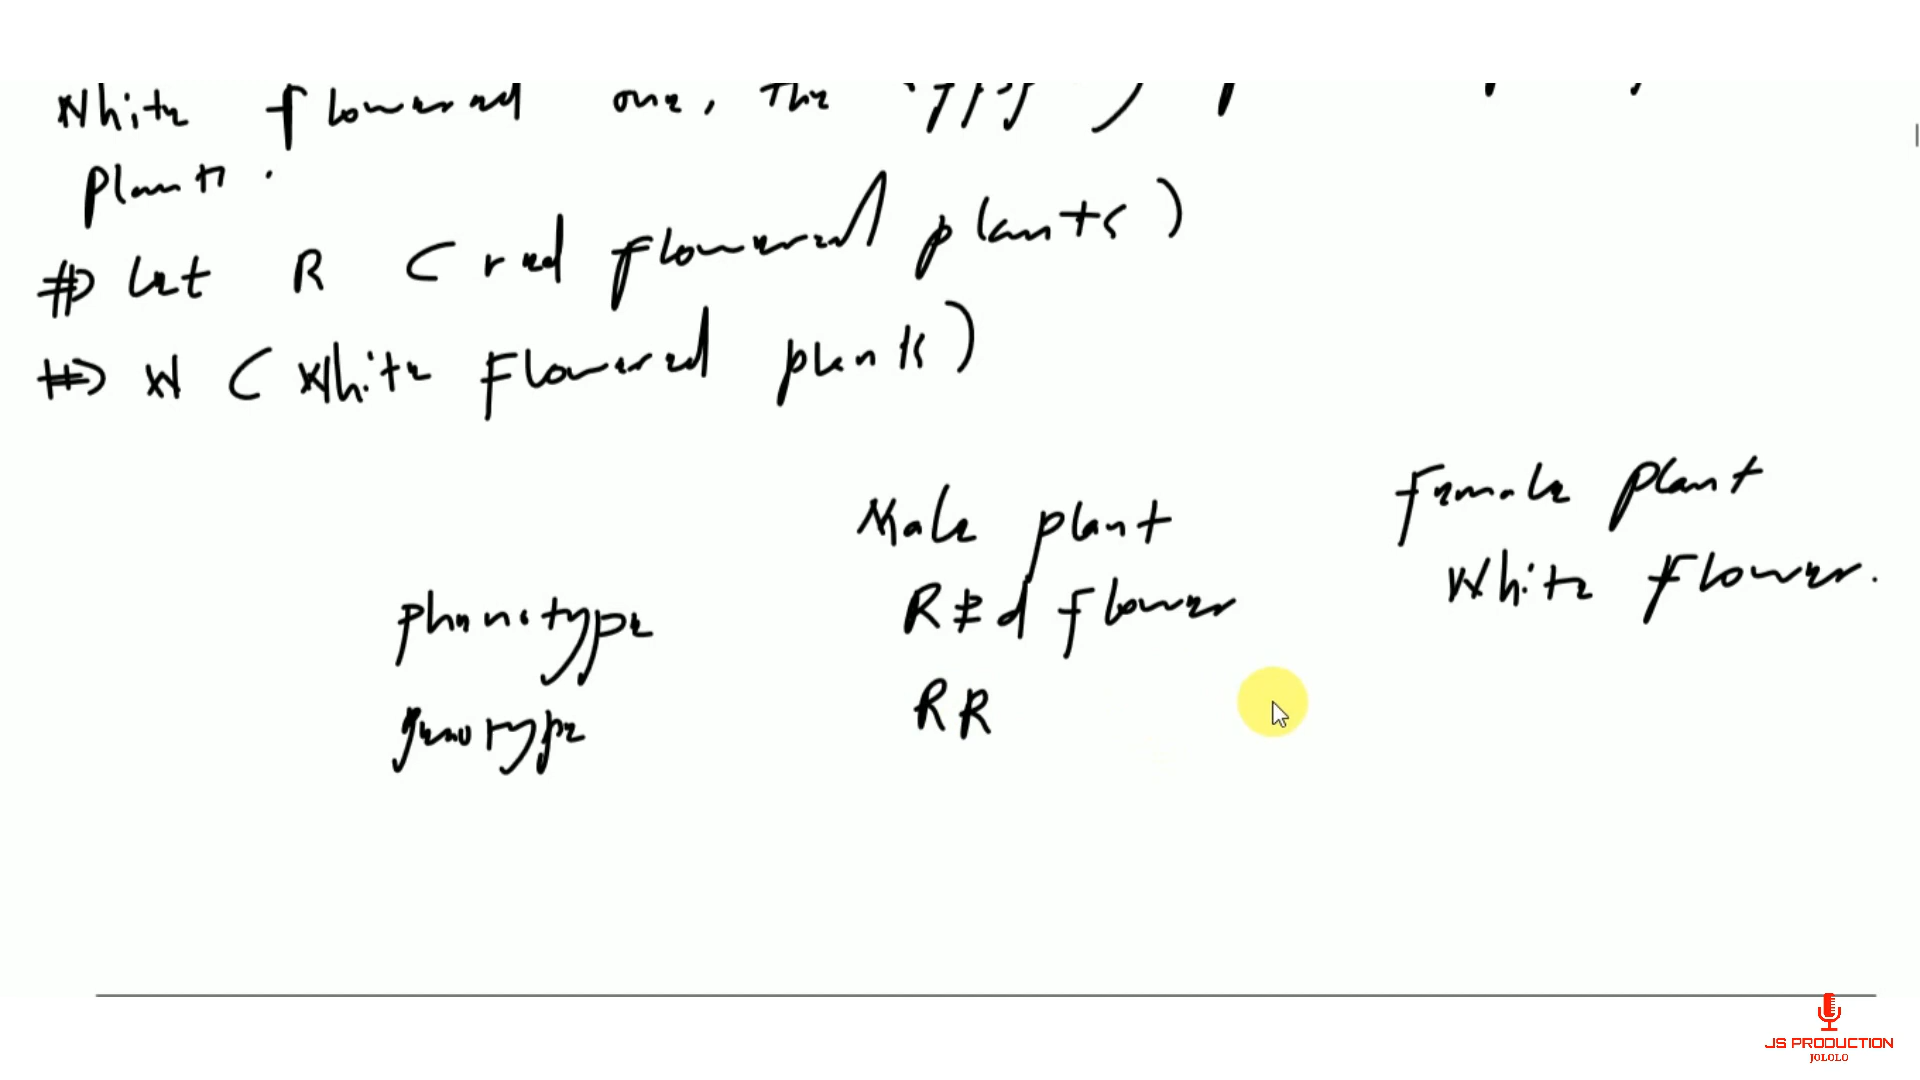 White flowered one, The
plants.
=> let R (red flowered plants)
=> W (White Flowered plants)
Male plant Female plant
phenotype REd flower White Flower.
genotype RR
JS PRODUCTION
JOLOLO